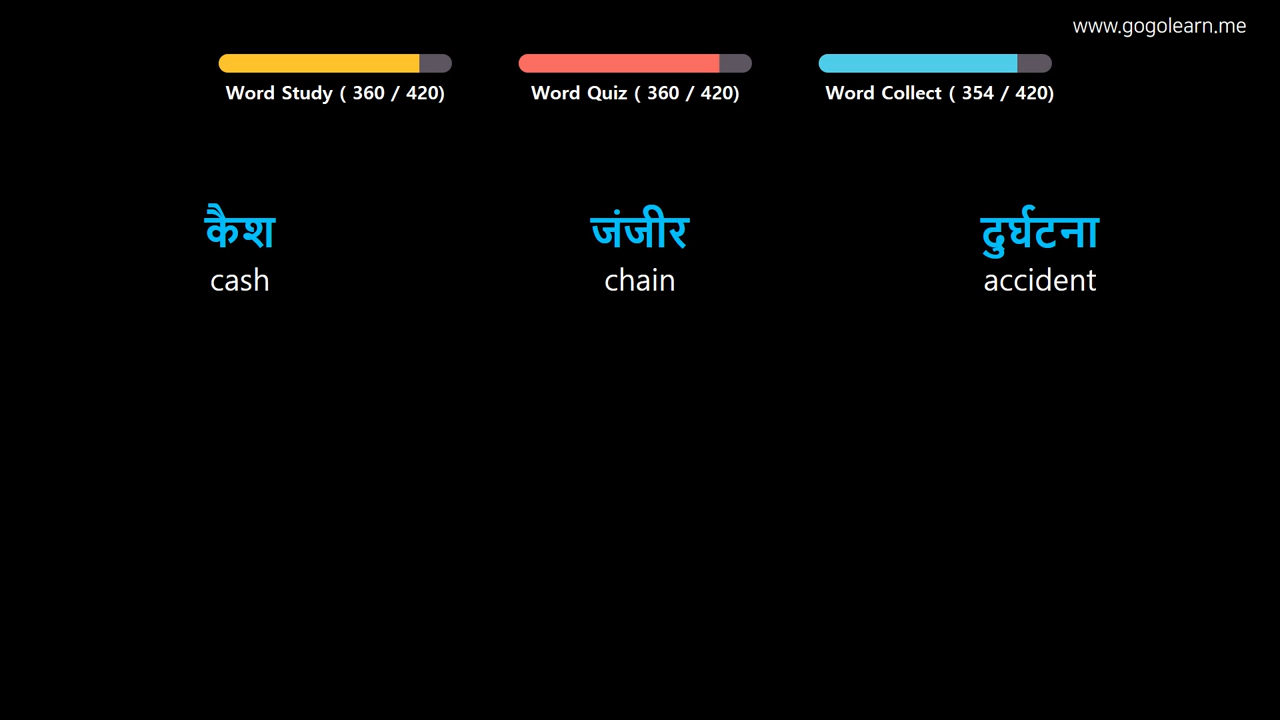 www.gogolearn.me
Word Study ( 360 / 420)
Word Quiz ( 360 / 420)
Word Collect ( 354 / 420)
कैश
cash
जंजीर
chain
दुर्घटना
accident